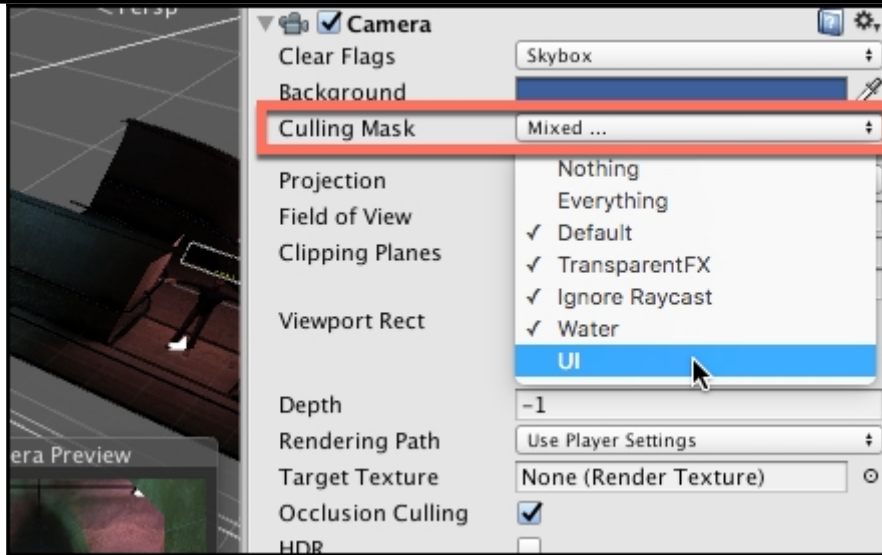 Persp
Camera
Clear Flags
Skybox
Background
Culling Mask
Mixed ...
Nothing
Projection
Everything
Field of View
✓ Default
Clipping Planes
✓ TransparentFX
✓ Ignore Raycast
Viewport Rect
✓ Water
UI
Depth
-1
Rendering Path
Use Player Settings
era Preview
Target Texture
None (Render Texture)
Occlusion Culling
HDR